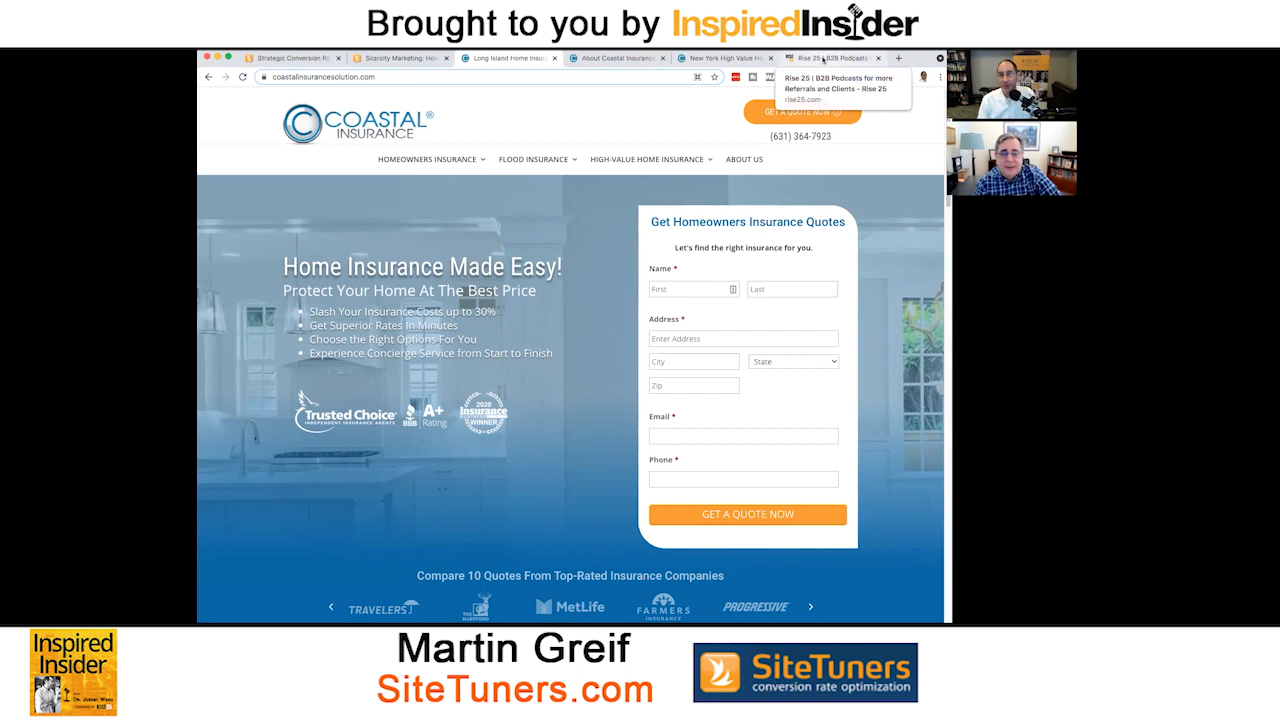 Brought to you by InspiredInsider
Strategic Conversion Ra
Scarcity Marketing: How
Long Island Home Insur
About Coastal Insurance
New York High Value Ho
Rise 25 | B2B Podcasts
coastalinsurancesolution.com
Rise 25 | B2B Podcasts for more
Referrals and Clients - Rise 25
rise25.com
COASTAL®
INSURANCE
GET A QUOTE NOW
(631) 364-7923
HOMEOWNERS INSURANCE
FLOOD INSURANCE
HIGH-VALUE HOME INSURANCE
ABOUT US
Home Insurance Made Easy!
Protect Your Home At The Best Price
• Slash Your Insurance Costs up to 30%
• Get Superior Rates In Minutes
• Choose the Right Options For You
• Experience Concierge Service from Start to Finish
Trusted Choice®
INDEPENDENT INSURANCE AGENTS
BBB
A+
Rating
2020
Insurance
WINNER
Get Homeowners Insurance Quotes
Let's find the right insurance for you.
Name *
First
Last
Address *
Enter Address
City
State
Zip
Email *
Phone *
GET A QUOTE NOW
Compare 10 Quotes From Top-Rated Insurance Companies
TRAVELERS
THE
HARTFORD
MetLife
FARMERS
INSURANCE
PROGRESSIVE
Inspired
Insider
Martin Greif
SiteTuners.com
SiteTuners
conversion rate optimization